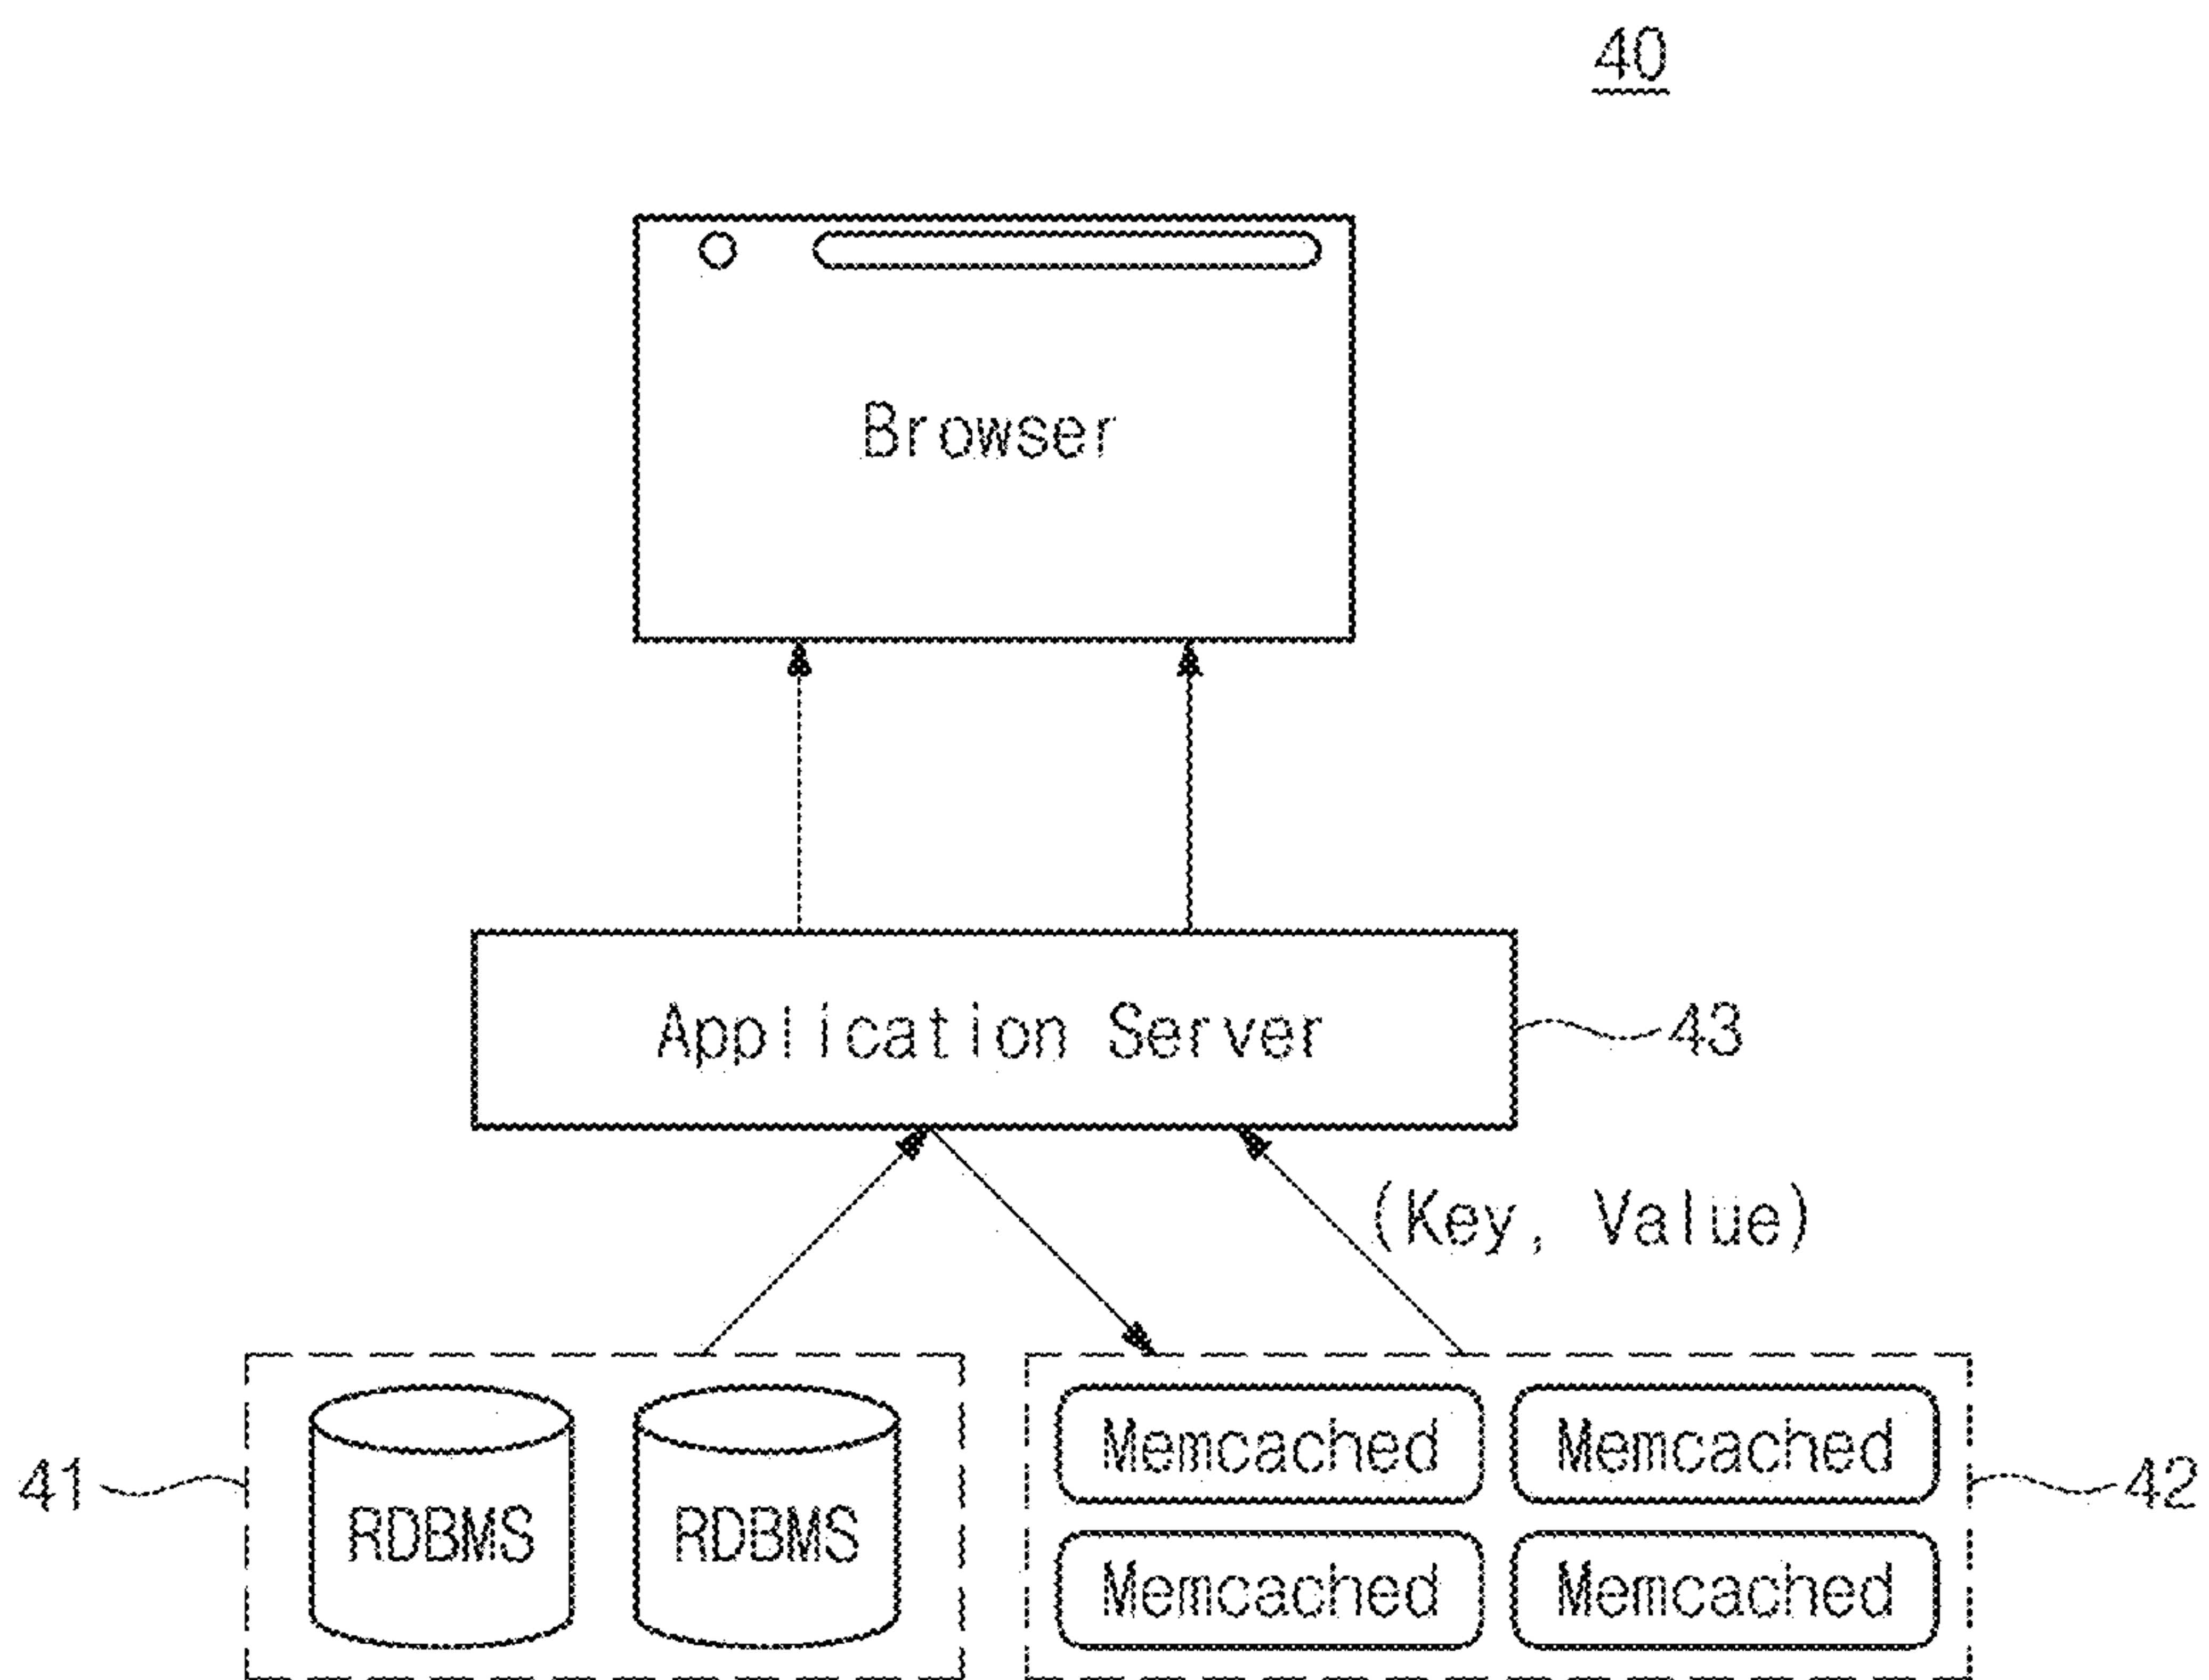 40
Browser
Application Server
43
(Key, Value)
41
RDBMS
RDBMS
Memcached
Memcached
Memcached
Memcached
42